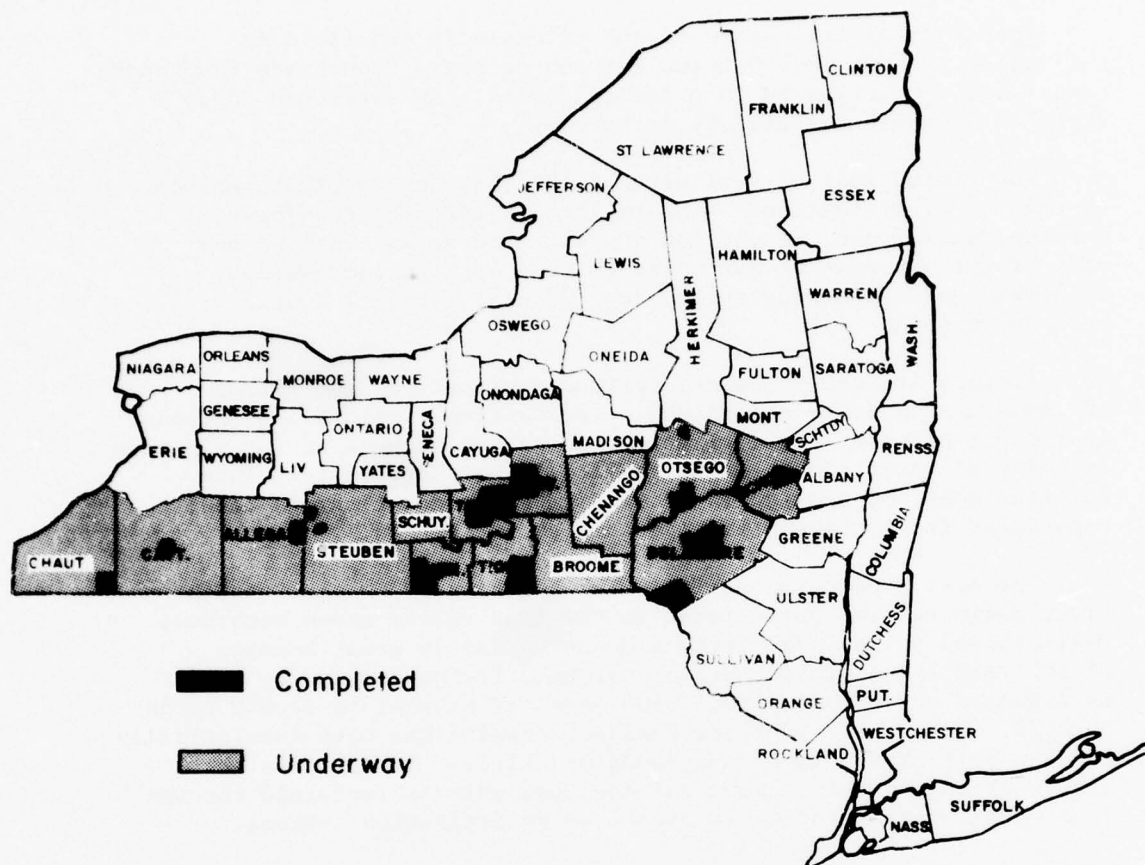 CLINTON
FRANKLIN
ST LAWRENCE
JEFFERSON
ESSEX
LEWIS
HAMILTON
HERKIMER
WARREN
WASH.
OSWEGO
ONEIDA
SARATOGA
NIAGARA
ORLEANS
MONROE
WAYNE
FULTON
ONONDAGA
GENESEE
MONT.
ONTARIO
SCHTDY
ERIE
WYOMING
LIV
YATES
CAYUGA
MADISON
OTSEGO
ALBANY
RENSS.
CHENANGO
SCHUY.
CHAUT
STEUBEN
BROOME
DELAWARE
GREENE
COLUMBIA
ULSTER
DUTCHESS
SULLIVAN
ORANGE
PUT.
WESTCHESTER
ROCKLAND
NASS.
SUFFOLK
Completed
Underway